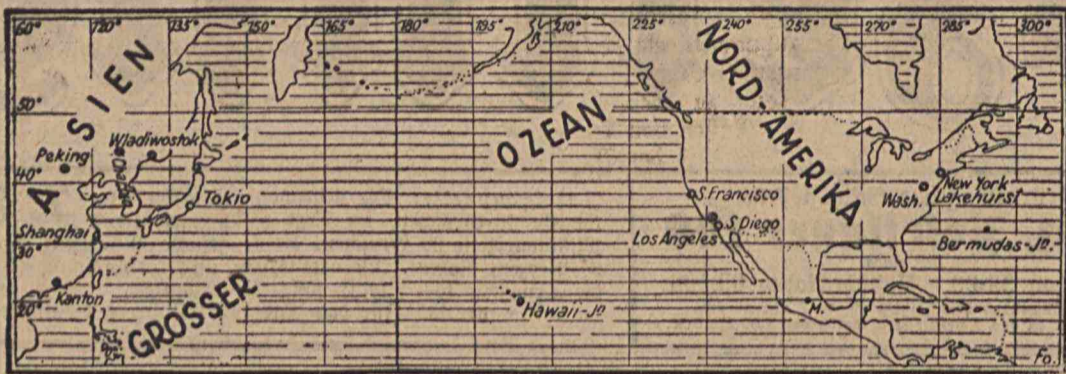 60° 120° 135° 150° 165° 180° 195° 210° 225° 240° 255° 270° 285° 300°
ASIEN
NORD-AMERIKA
50°
OZEAN
Wladiwostok
Peking
40°
Tokio
S.Francisco
New York
Wash. Lakehurst
Shanghai
S.Diego
Los Angeles
Bermudas-Jn.
30°
Kanton
20°
GROSSER
Hawaii-Jn
M.
Fo.